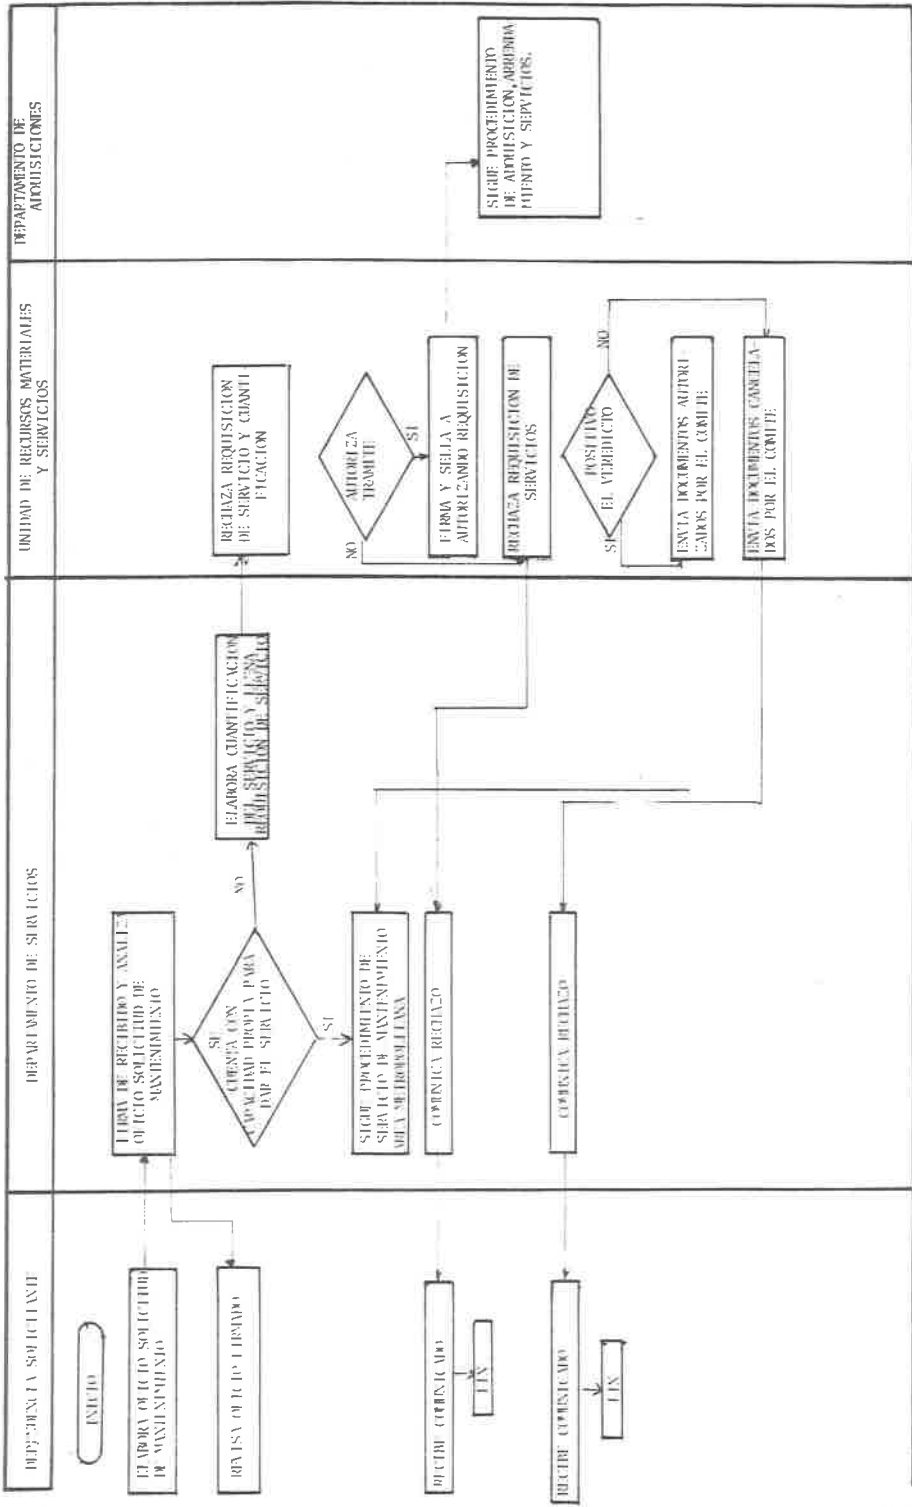 DEPENDENCIA SOLICITANTE
DEPARTAMENTO DE SERVICIOS
UNIDAD DE RECURSOS MATERIALES
Y SERVICIOS
DEPARTAMENTO DE
ADQUISICIONES
INICIO
ELABORA OFICIO SOLICITUD
DE MANTENIMIENTO
REVISA OFICIO FIRMADO
FIRMA DE RECIBIDO Y ANALIZA
OFICIO SOLICITUD DE
MANTENIMIENTO
SE
CUENTA CON
CAPACIDAD PROPIA PARA
DAR EL SERVICIO
NO
SI
ELABORA CUANTIFICACION
DEL SERVICIO Y LLENA
REQUISICION DE SERVICIO
RECHAZA REQUISICION
DE SERVICIO Y CUANTI-
FICACION
SIGUE PROCEDIMIENTO DE
SERVICIO DE MANTENIMIENTO
AREA METROPOLITANA
AUTORIZA
TRAMITE
NO
SI
FIRMA Y SELLA A
AUTORIZANDO REQUISICION
SIGUE PROCEDIMIENTO
DE ADQUISICION, ARRENDA
MIENTO Y SERVICIOS.
RECHAZA REQUISICION DE
SERVICIOS
COMUNICA RECHAZO
RECIBE COMUNICADO
FIN
POSITIVO
EL VEREDICTO
SI
NO
ENVIA DOCUMENTOS AUTORI-
ZADOS POR EL COMITE
ENVIA DOCUMENTOS CANCELA-
DOS POR EL COMITE
COMUNICA RECHAZO
RECIBE COMUNICADO
FIN